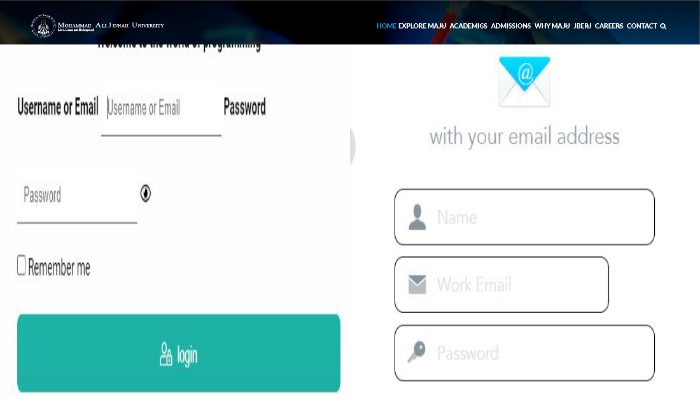 Mohammad Ali Jinnah University
HOME EXPLORE MAJU ACADEMICS ADMISSIONS WHY MAJU JBERJ CAREERS CONTACT
Welcome to the world of programming
Username or Email Username or Email Password
Password
Remember me
login
@
with your email address
Name
Work Email
Password